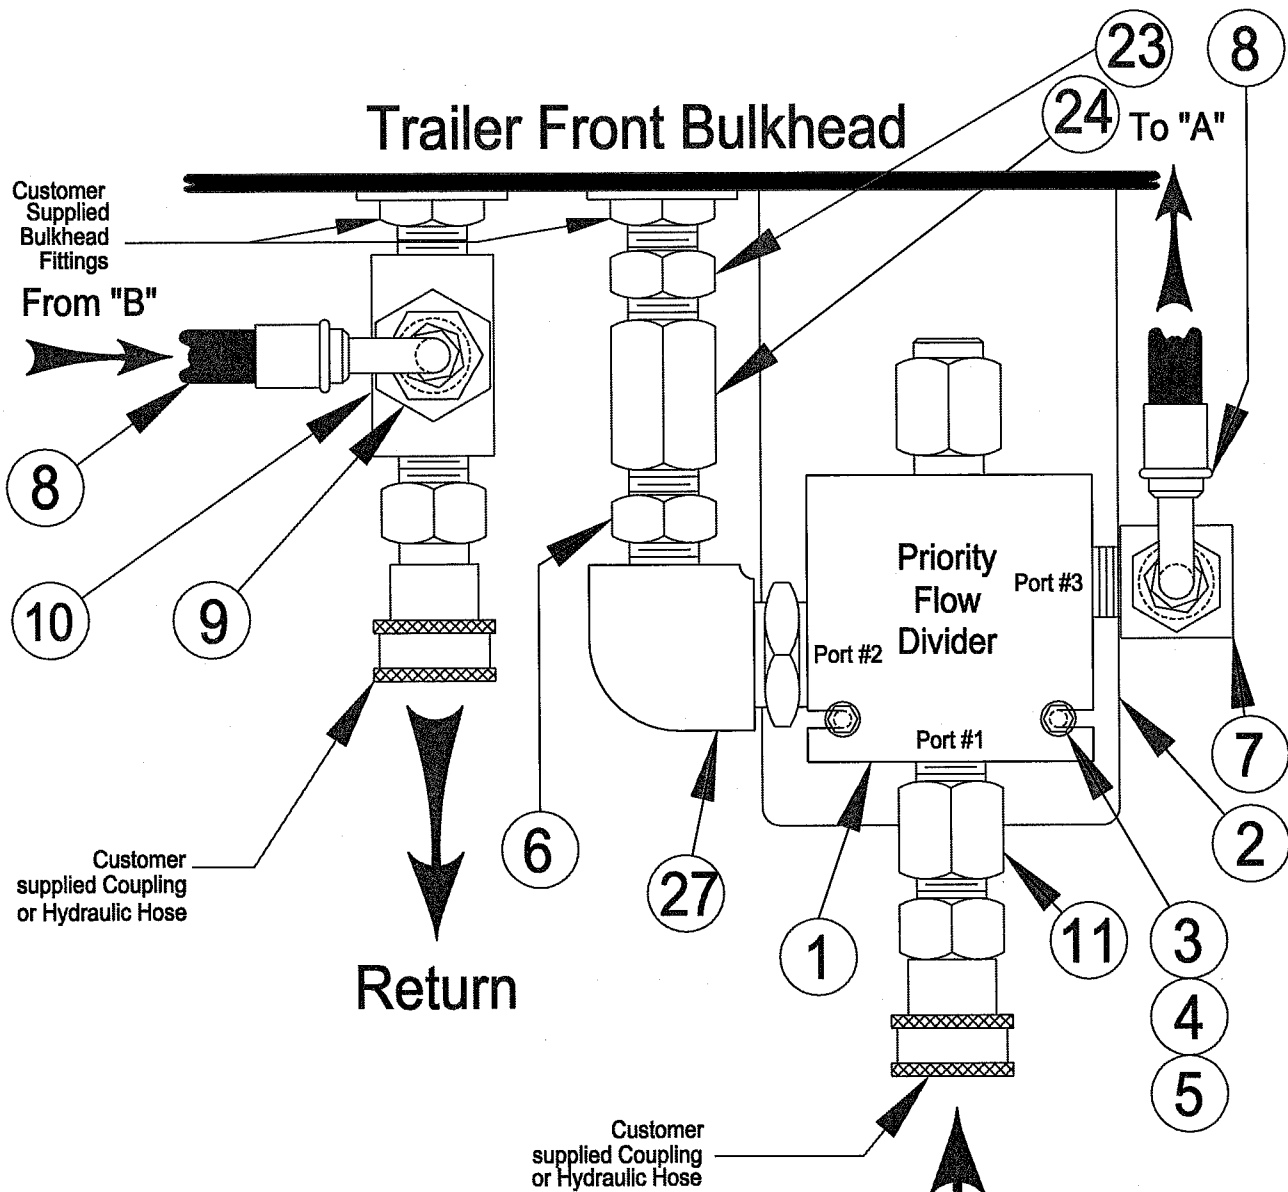 23
8
Trailer Front Bulkhead
24
To "A"
Customer
Supplied
Bulkhead
Fittings
From "B"
8
10
9
6
Priority
Flow
Divider
Port #3
Port #2
Port #1
7
2
27
1
11
3
4
5
Customer
supplied Coupling
or Hydraulic Hose
Return
Customer
supplied Coupling
or Hydraulic Hose